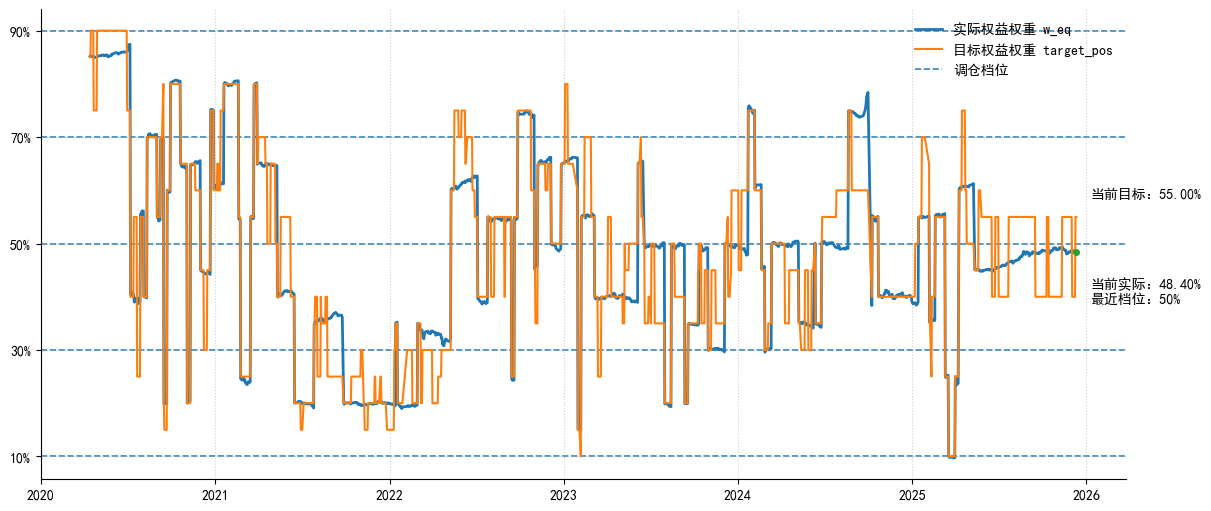 90%
70%
50%
30%
10%
2020
2021
2022
2023
2024
2025
2026
实际权益权重 w_eq
目标权益权重 target_pos
调仓档位
当前目标: 55.00%
当前实际: 48.40%
最近档位: 50%